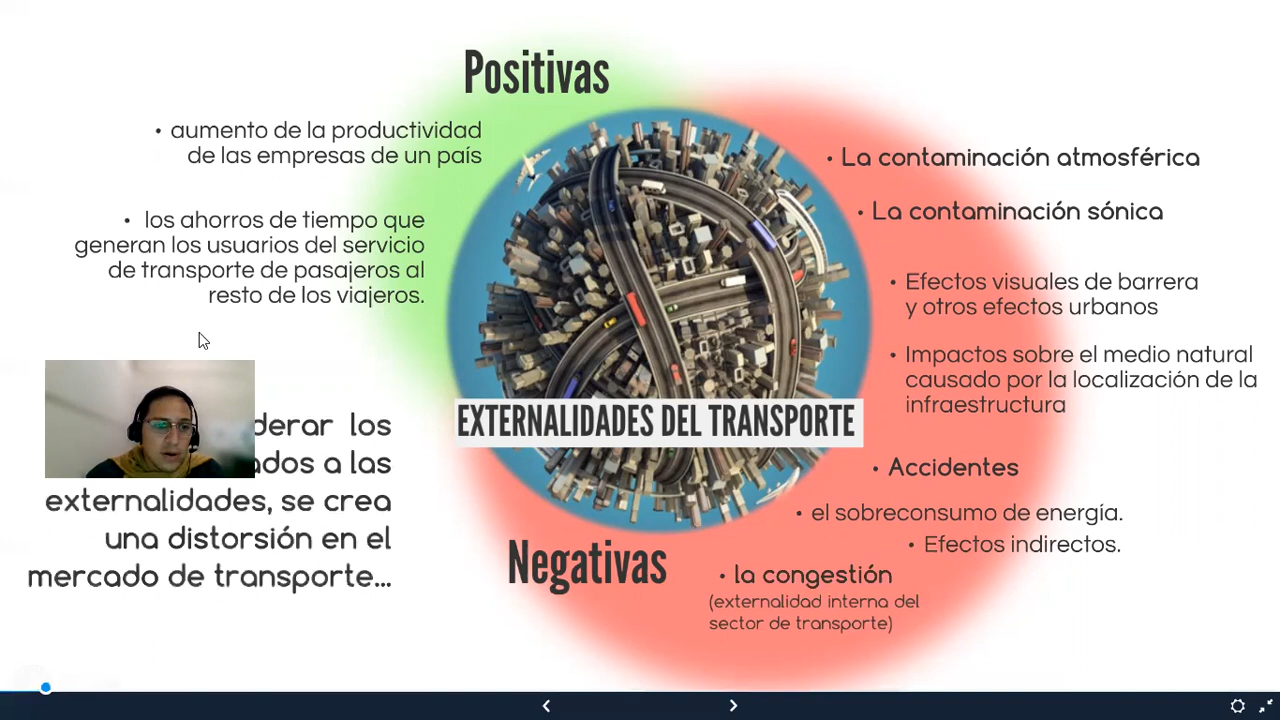 Positivas
• aumento de la productividad
de las empresas de un país
• los ahorros de tiempo que
generan los usuarios del servicio
de transporte de pasajeros al
resto de los viajeros.
los
a las
externalidades, se crea
una distorsión en el
mercado de transporte...
EXTERNALIDADES DEL TRANSPORTE
• La contaminación atmosférica
• La contaminación sónica
• Efectos visuales de barrera
y otros efectos urbanos
• Impactos sobre el medio natural
causado por la localización de la
infraestructura
• Accidentes
• el sobreconsumo de energía.
• Efectos indirectos.
Negativas
• la congestión
(externalidad interna del
sector de transporte)